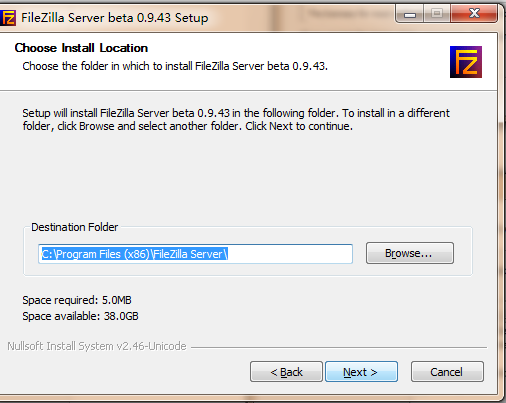 FileZilla Server beta 0.9.43 Setup
Choose Install Location
Choose the folder in which to install FileZilla Server beta 0.9.43.
Setup will install FileZilla Server beta 0.9.43 in the following folder. To install in a different
folder, click Browse and select another folder. Click Next to continue.
Destination Folder
C:\Program Files (x86)\FileZilla Server\
Browse...
Space required: 5.0MB
Space available: 38.0GB
Nullsoft Install System v2.46-Unicode
< Back
Next >
Cancel